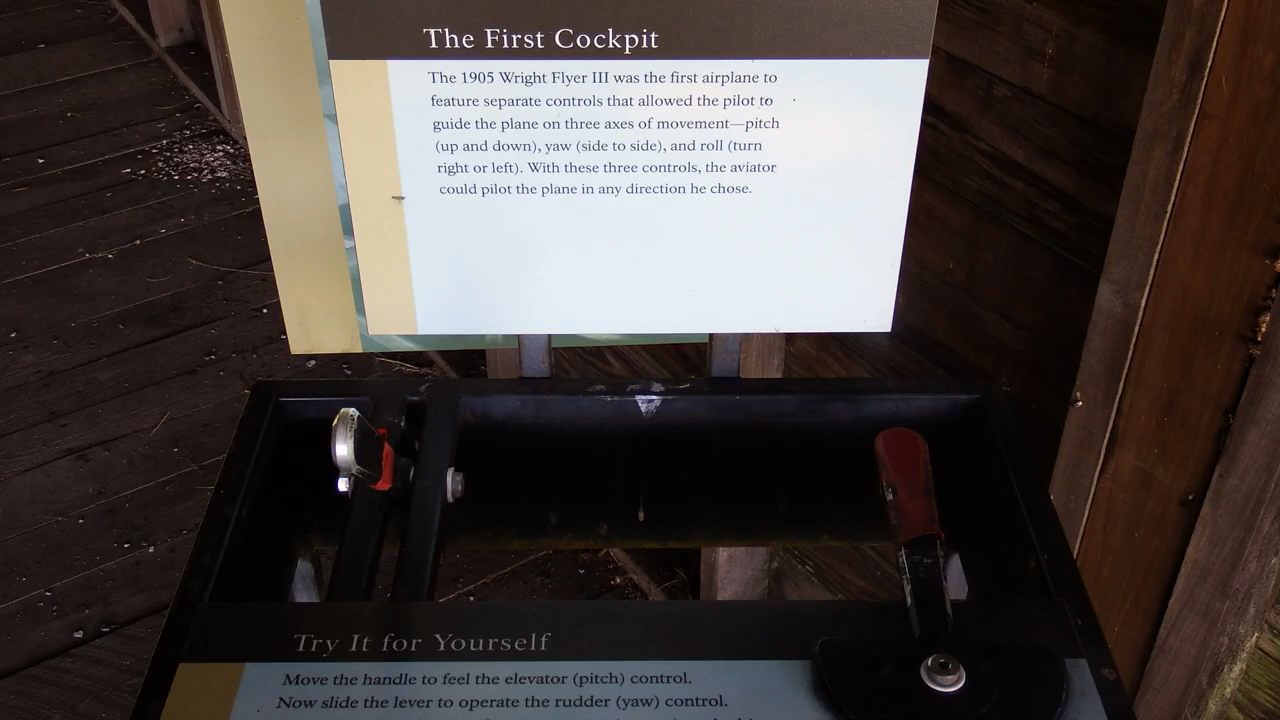 The First Cockpit
The 1905 Wright Flyer III was the first airplane to
feature separate controls that allowed the pilot to
guide the plane on three axes of movement—pitch
(up and down), yaw (side to side), and roll (turn
right or left). With these three controls, the aviator
could pilot the plane in any direction he chose.
Try It for Yourself
Move the handle to feel the elevator (pitch) control.
Now slide the lever to operate the rudder (yaw) control.